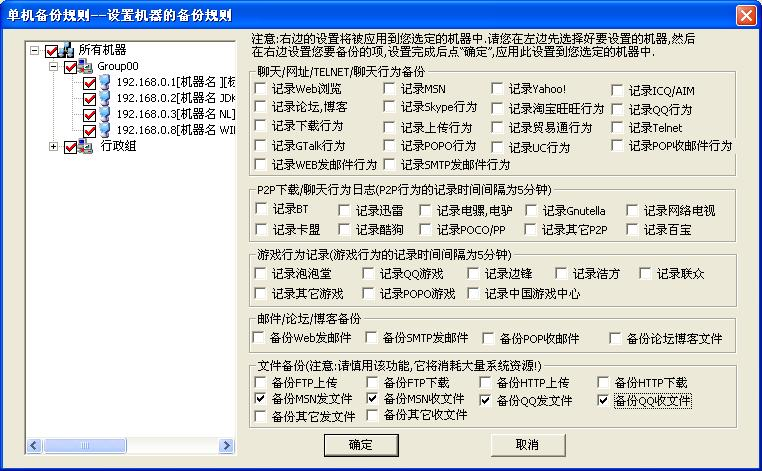 单机备份规则--设置机器的备份规则
注意:右边的设置将被应用到您选定的机器中.请您在左边先选择好要设置的机器,然后
在右边设置您要备份的项,设置完成后点"确定",应用此设置到您选定的机器中.
所有机器
Group00
192.168.0.1[机器名 ][标
192.168.0.2[机器名 JDK
192.168.0.3[机器名 NL]
192.168.0.8[机器名 WII
行政组
聊天/网址/TELNET/聊天行为备份
记录Web浏览 记录MSN 记录Yahoo! 记录ICQ/AIM
记录论坛,博客 记录Skype行为 记录淘宝旺旺行为 记录QQ行为
记录下载行为 记录上传行为 记录贸易通行为 记录Telnet
记录GTalk行为 记录POPO行为 记录UC行为 记录POP收邮件行为
记录WEB发邮件行为 记录SMTP发邮件行为
P2P下载/聊天行为日志(P2P行为的记录时间间隔为5分钟)
记录BT 记录迅雷 记录电骡,电驴 记录Gnutella 记录网络电视
记录卡盟 记录酷狗 记录POCO/PP 记录其它P2P 记录百宝
游戏行为记录(游戏行为的记录时间间隔为5分钟)
记录泡泡堂 记录QQ游戏 记录边锋 记录浩方 记录联众
记录其它游戏 记录POPO游戏 记录中国游戏中心
邮件/论坛/博客备份
备份Web发邮件 备份SMTP发邮件 备份POP收邮件 备份论坛博客文件
文件备份(注意:请慎用该功能,它将消耗大量系统资源!)
备份FTP上传 备份FTP下载 备份HTTP上传 备份HTTP下载
备份MSN发文件 备份MSN收文件 备份QQ发文件 备份QQ收文件
备份其它发文件 备份其它收文件
确定 取消